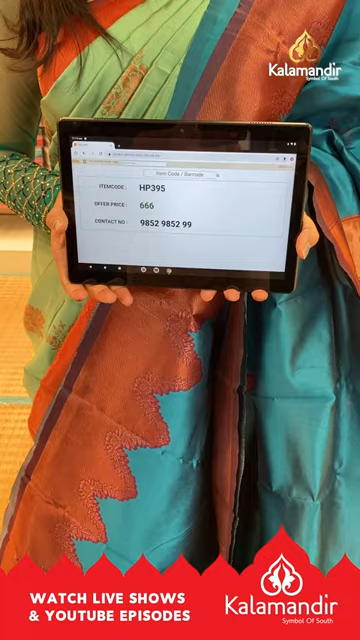 Kalamandir
Symbol Of South
Item Code / Barcode
ITEMCODE : HP395
OFFER PRICE : 666
CONTACT NO : 9852 9852 99
WATCH LIVE SHOWS
& YOUTUBE EPISODES
Kalamandir
Symbol Of South